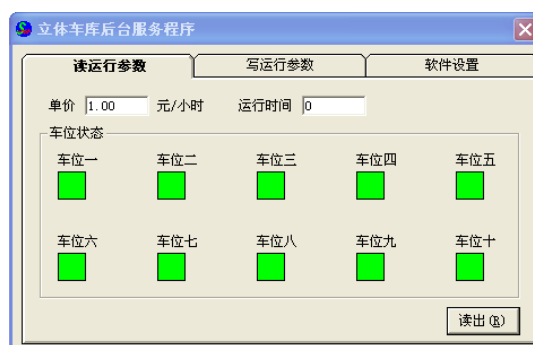 立体车库后台服务程序
读运行参数 写运行参数 软件设置
单价 1.00 元/小时 运行时间 0
车位状态
车位一 车位二 车位三 车位四 车位五
车位六 车位七 车位八 车位九 车位十
读出(R)